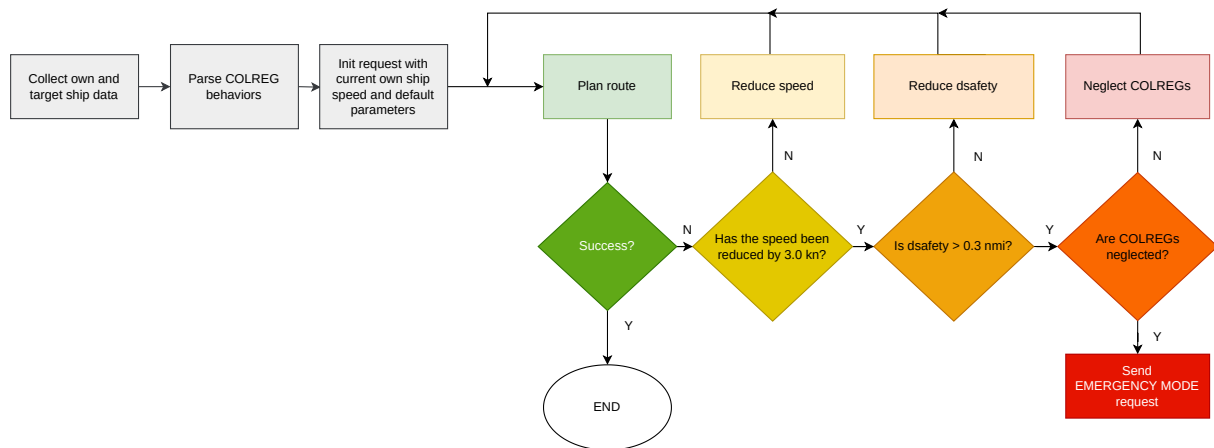 Collect own and
target ship data
Parse COLREG
behaviors
Init request with
current own ship
speed and default
parameters
Plan route
Reduce speed
Reduce dsafety
Neglect COLREGs
N
N
N
Success?
N
Has the speed been
reduced by 3.0 kn?
Y
Is dsafety > 0.3 nmi?
Y
Are COLREGs
neglected?
Y
Y
END
Send
EMERGENCY MODE
request